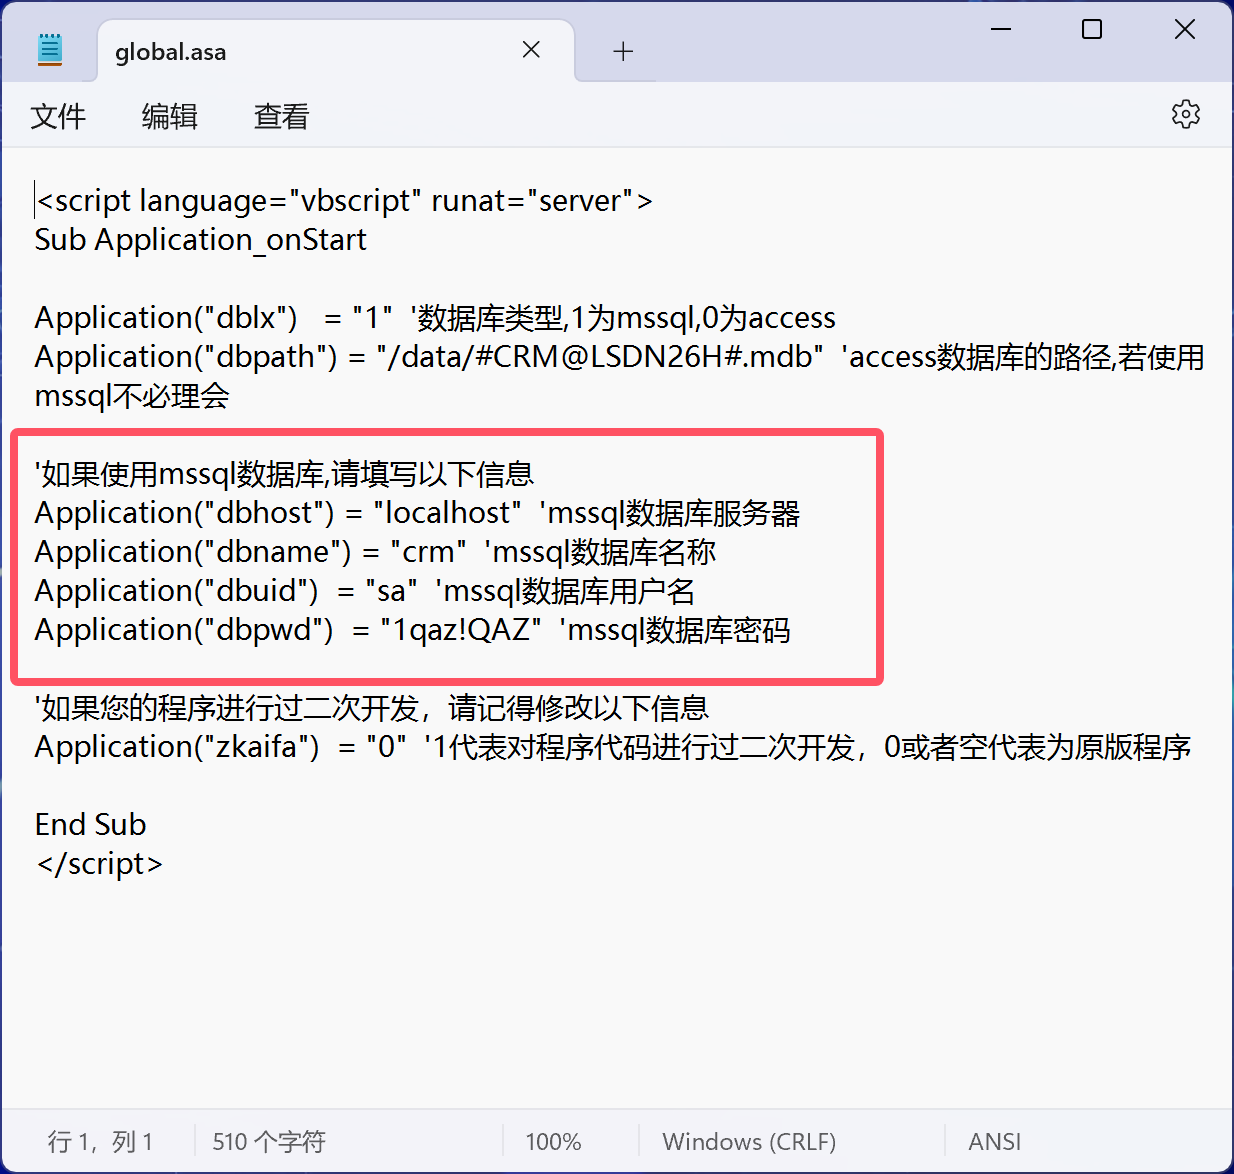 global.asa
文件 编辑 查看
<script language="vbscript" runat="server">
Sub Application_onStart
Application("dblx")   = "1"  '数据库类型,1为mssql,0为access
Application("dbpath") = "/data/#CRM@LSDN26H#.mdb"  'access数据库的路径,若使用
mssql不必理会
'如果使用mssql数据库,请填写以下信息
Application("dbhost") = "localhost"  'mssql数据库服务器
Application("dbname") = "crm"  'mssql数据库名称
Application("dbuid")  = "sa"  'mssql数据库用户名
Application("dbpwd")  = "1qaz!QAZ"  'mssql数据库密码
'如果您的程序进行过二次开发，请记得修改以下信息
Application("zkaifa")  = "0"  '1代表对程序代码进行过二次开发，0或者空代表为原版程序
End Sub
</script>
行 1，列 1 510 个字符 100% Windows (CRLF) ANSI